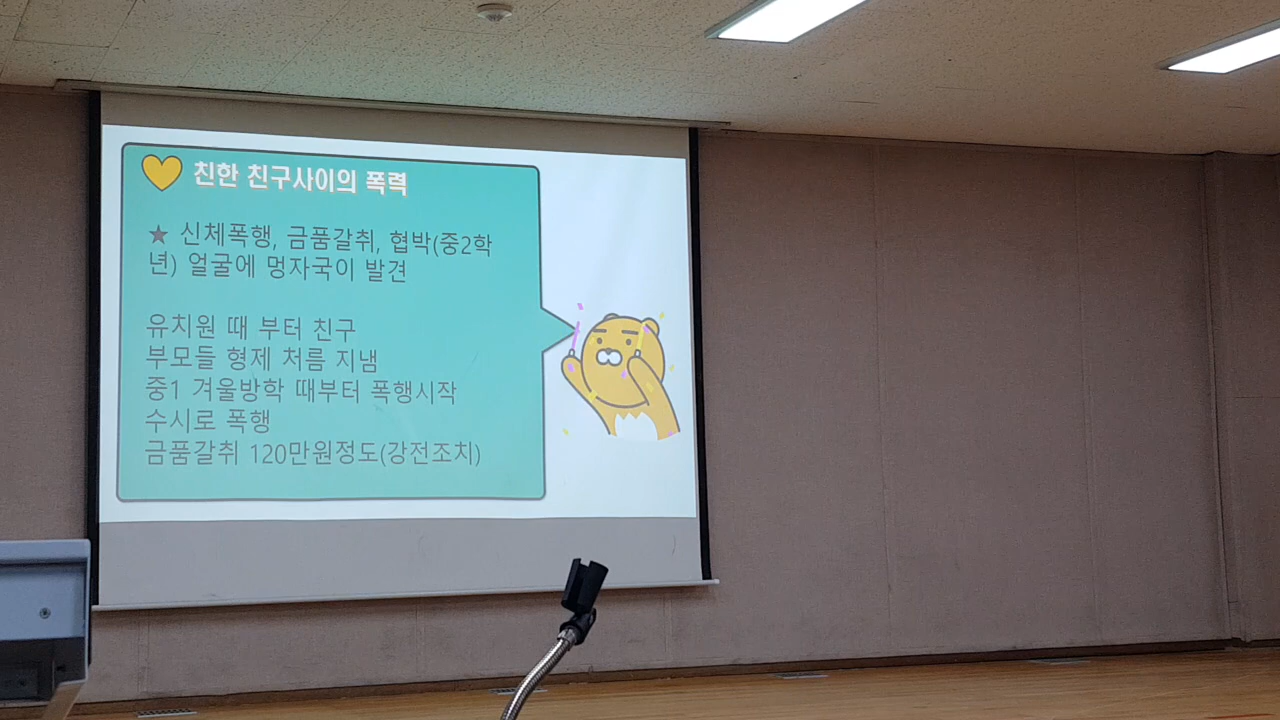 친한 친구사이의 폭력
★ 신체폭행, 금품갈취, 협박(중2학
년) 얼굴에 멍자국이 발견
유치원 때 부터 친구
부모들 형제 처름 지냄
중1 겨울방학 때부터 폭행시작
수시로 폭행
금품갈취 120만원정도(강전조치)